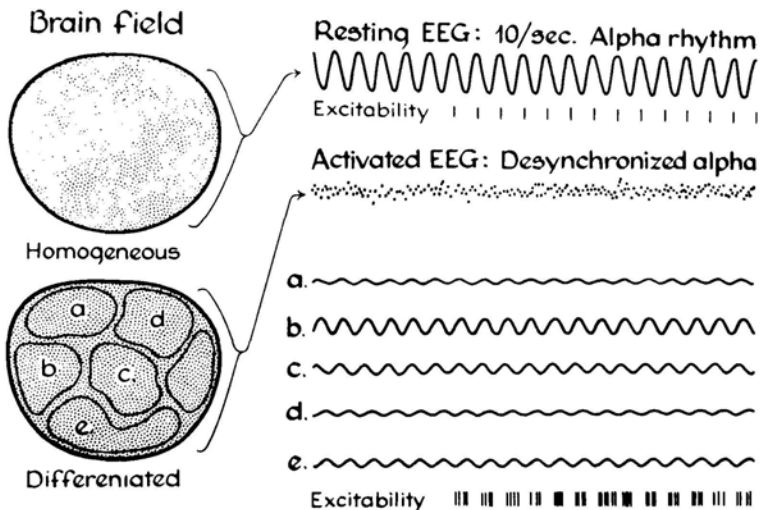 Brain field
Homogeneous
a.
d
b.
c.
e.
Differeniated
Resting EEG: 10/sec. Alpha rhythm
Excitability
Activated EEG: Desynchronized alpha
a.
b.
c.
d.
e.
Excitability